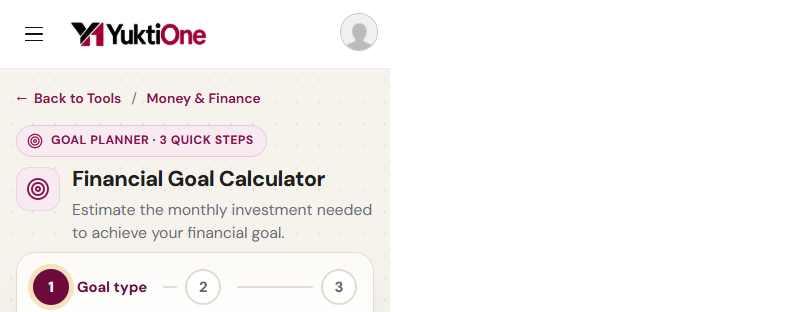 YuktiOne
← Back to Tools / Money & Finance
GOAL PLANNER · 3 QUICK STEPS
Financial Goal Calculator
Estimate the monthly investment needed
to achieve your financial goal.
1 Goal type 2 3